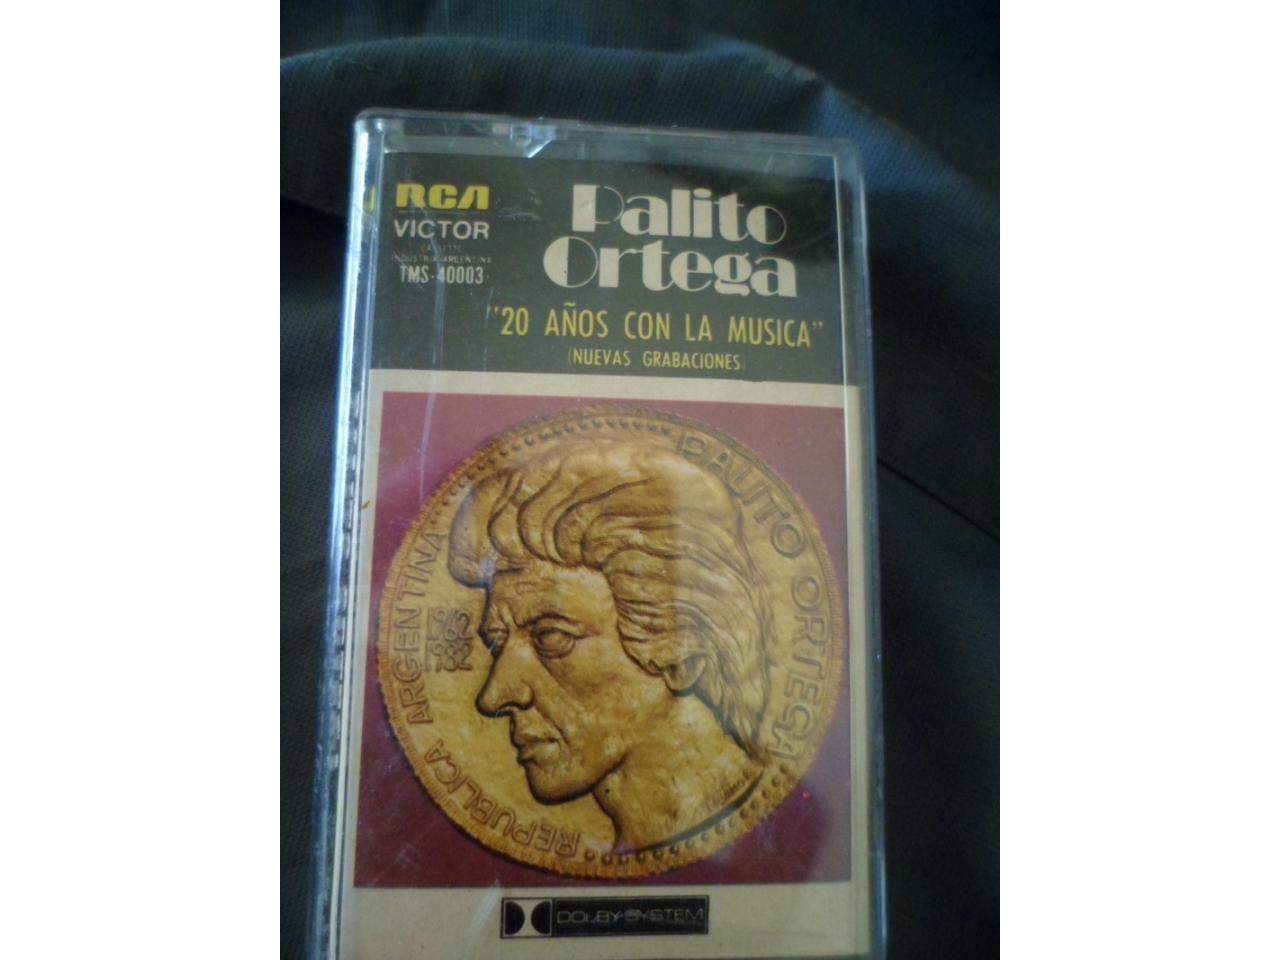 RCA
VICTOR
CASSETTE
INDUSTRIA ARGENTINA
TMS-40003
Palito
Ortega
"20 AÑOS CON LA MUSICA"
(NUEVAS GRABACIONES)
PALITO ORTEGA
REPUBLICA ARGENTINA
1962
1982
DOLBY SYSTEM